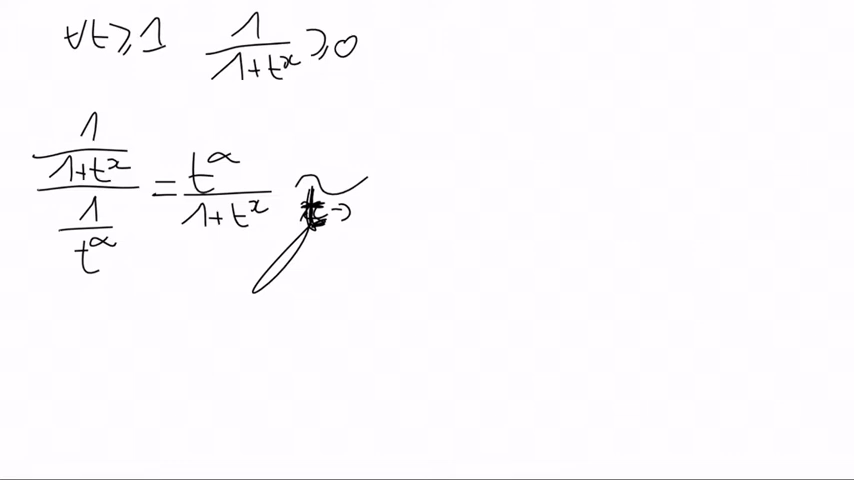 ∀t ≥ 1 1/(1+t^x) ≥ 0
(1/(1+t^x))/(1/t^α) = t^α/(1+t^x) ~ t→